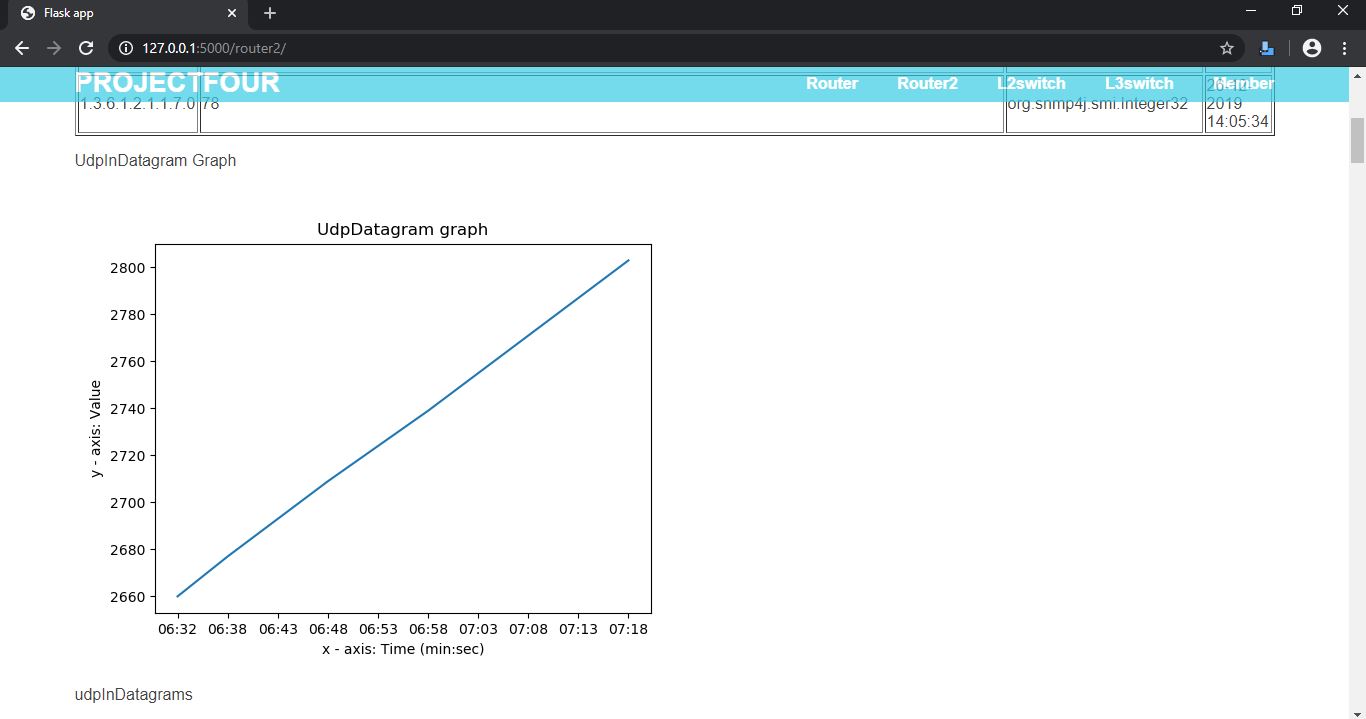 Flask app
127.0.0.1:5000/router2/
PROJECTFOUR Router Router2 L2switch L3switch Member
1.3.6.1.2.1.1.7.0 78 org.snmp4j.smi.Integer32 2019
14:05:34
UdpInDatagram Graph
UdpDatagram graph
2800
2780
2760
2740
2720
2700
2680
2660
y - axis: Value
06:32 06:38 06:43 06:48 06:53 06:58 07:03 07:08 07:13 07:18
x - axis: Time (min:sec)
udpInDatagrams